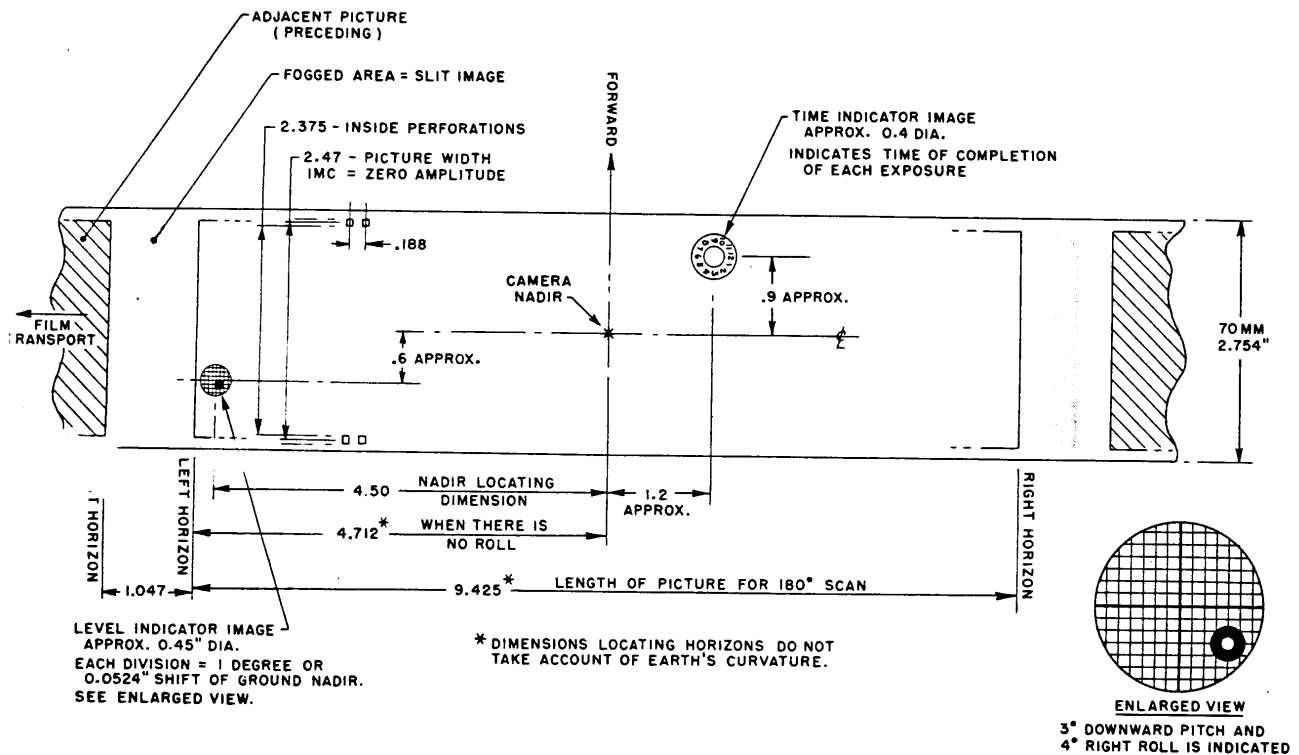 ADJACENT PICTURE
( PRECEDING )
FOGGED AREA = SLIT IMAGE
2.375 - INSIDE PERFORATIONS
2.47 - PICTURE WIDTH
IMC = ZERO AMPLITUDE
.188
FORWARD
TIME INDICATOR IMAGE
APPROX. 0.4 DIA.
INDICATES TIME OF COMPLETION
OF EACH EXPOSURE
CAMERA
NADIR
.9 APPROX.
℄
70 MM
2.754"
FILM
RANSPORT
.6 APPROX.
LEFT HORIZON
T HORIZON
RIGHT HORIZON
4.50 NADIR LOCATING
DIMENSION
1.2
APPROX.
4.712* WHEN THERE IS
NO ROLL
1.047
9.425* LENGTH OF PICTURE FOR 180° SCAN
LEVEL INDICATOR IMAGE
APPROX. 0.45" DIA.
EACH DIVISION = 1 DEGREE OR
0.0524" SHIFT OF GROUND NADIR.
SEE ENLARGED VIEW.
* DIMENSIONS LOCATING HORIZONS DO NOT
TAKE ACCOUNT OF EARTH'S CURVATURE.
ENLARGED VIEW
3° DOWNWARD PITCH AND
4° RIGHT ROLL IS INDICATED